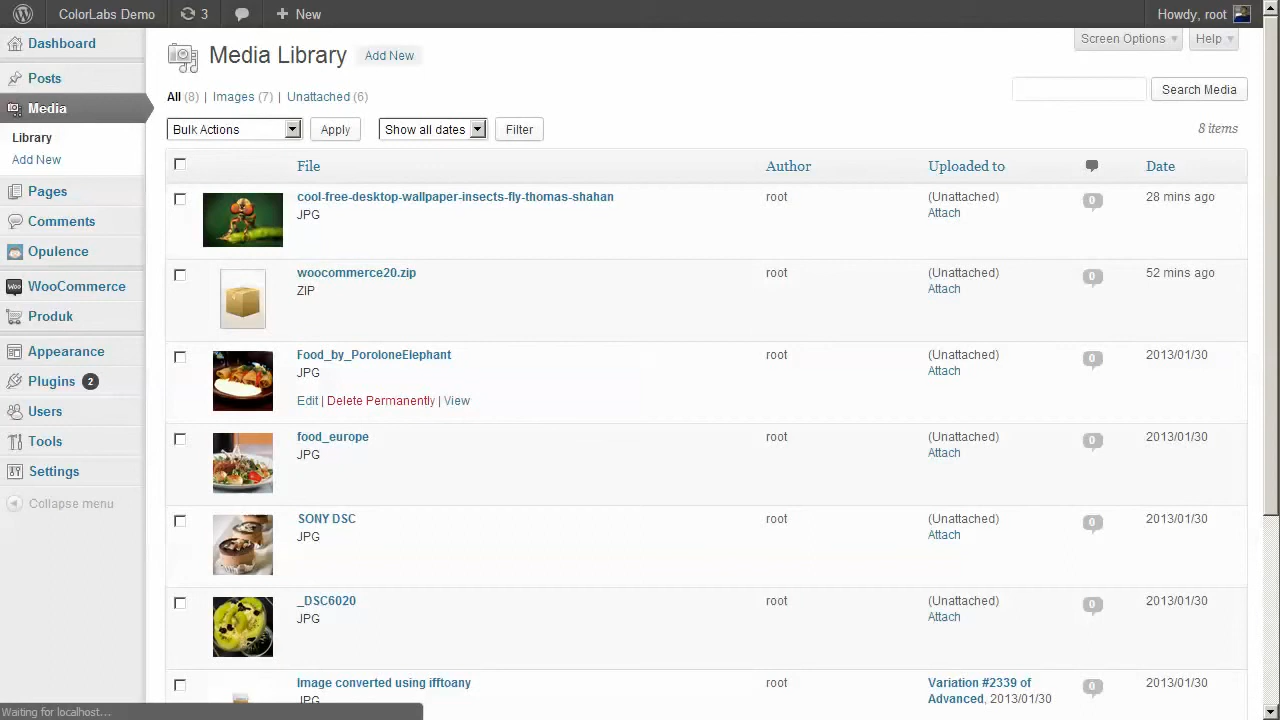 ColorLabs Demo 3 New Howdy, root
Dashboard
Posts
Media
Library
Add New
Pages
Comments
Opulence
WooCommerce
Produk
Appearance
Plugins 2
Users
Tools
Settings
Collapse menu
Screen Options Help
Media Library Add New
All (8) | Images (7) | Unattached (6)
Search Media
Bulk Actions Apply Show all dates Filter 8 items
File Author Uploaded to Date
cool-free-desktop-wallpaper-insects-fly-thomas-shahan root (Unattached) 0 28 mins ago
JPG Attach
woocommerce20.zip root (Unattached) 0 52 mins ago
ZIP Attach
Food_by_PoroloneElephant root (Unattached) 0 2013/01/30
JPG Attach
Edit | Delete Permanently | View
food_europe root (Unattached) 0 2013/01/30
JPG Attach
SONY DSC root (Unattached) 0 2013/01/30
JPG Attach
_DSC6020 root (Unattached) 0 2013/01/30
JPG Attach
Image converted using ifftoany root Variation #2339 of 0 2013/01/30
JPG Advanced, 2013/01/30
Waiting for localhost...